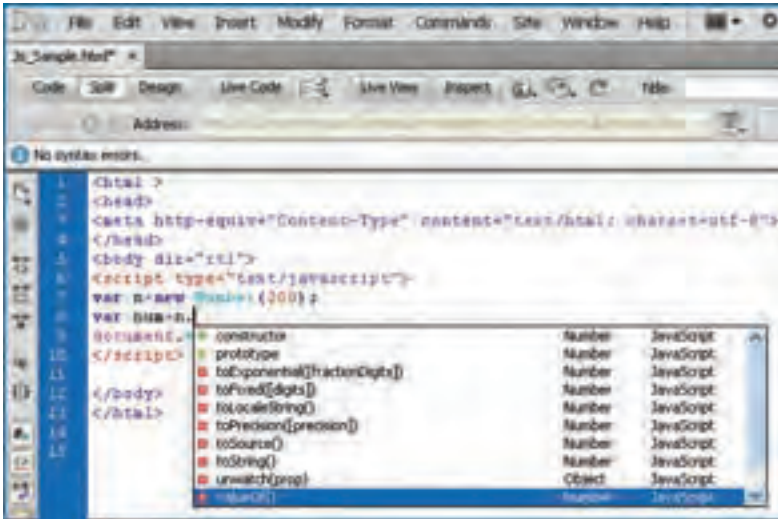 File Edit View Insert Modify Format Commands Site Window Help
Js_Sample.html* ×
Code Split Design Live Code Live View Inspect Title:
Address:
No syntax errors.
1 <html >
2 <head>
3 <meta http-equiv="Content-Type" content="text/html; charset=utf-8">
4 </head>
5 <body dir="rtl">
6 <script type="text/javascript">
7 var n=new Number(200);
8 var num=n.
9 document.
10 </script>
11
12 </body>
13 </html>
14
15
constructor Number JavaScript
prototype Number JavaScript
toExponential([fractionDigits]) Number JavaScript
toFixed([digits]) Number JavaScript
toLocaleString() Number JavaScript
toPrecision([precision]) Number JavaScript
toSource() Number JavaScript
toString() Number JavaScript
unwatch(prop) Object JavaScript
valueOf() Number JavaScript